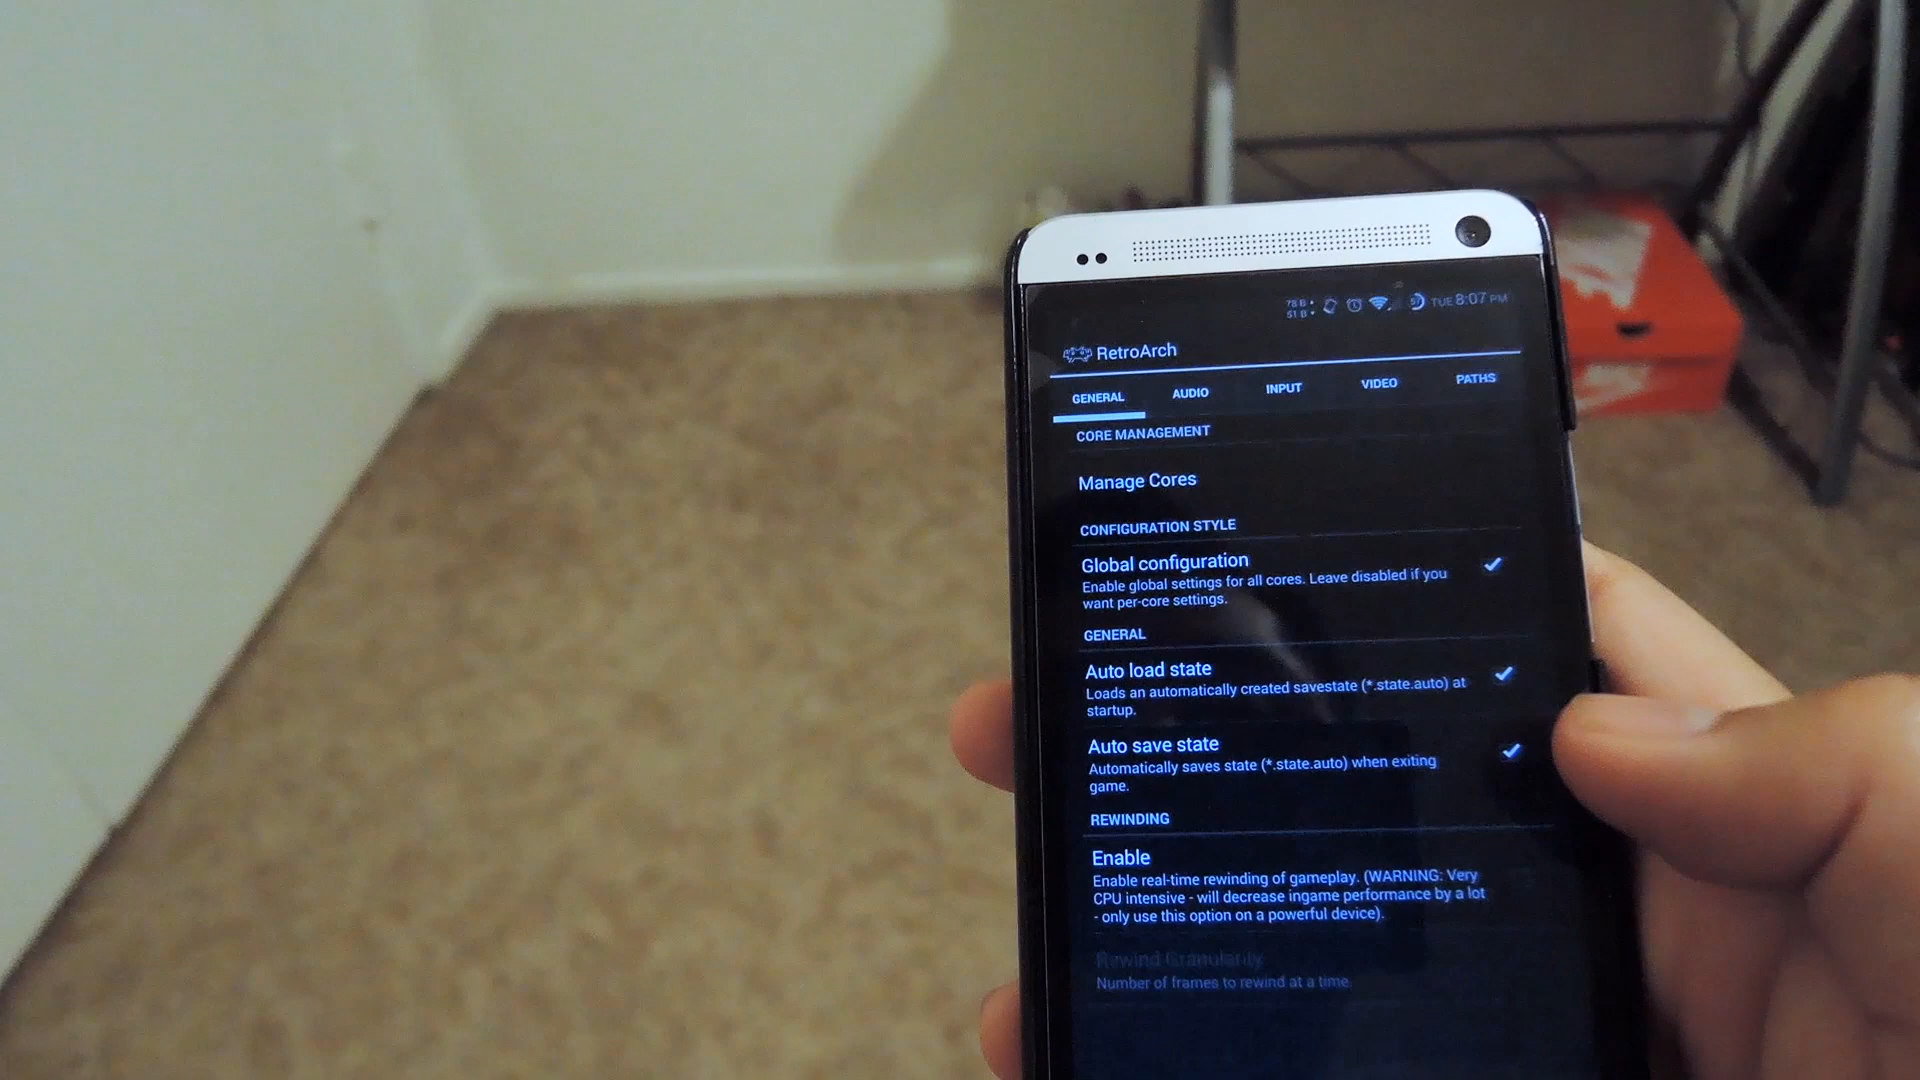 78 B
51 B
57
TUE 8:07 PM
RetroArch
GENERAL AUDIO INPUT VIDEO PATHS
CORE MANAGEMENT
Manage Cores
CONFIGURATION STYLE
Global configuration
Enable global settings for all cores. Leave disabled if you
want per-core settings.
GENERAL
Auto load state
Loads an automatically created savestate (*.state.auto) at
startup.
Auto save state
Automatically saves state (*.state.auto) when exiting
game.
REWINDING
Enable
Enable real-time rewinding of gameplay. (WARNING: Very
CPU intensive - will decrease ingame performance by a lot
- only use this option on a powerful device).
Rewind Granularity
Number of frames to rewind at a time.